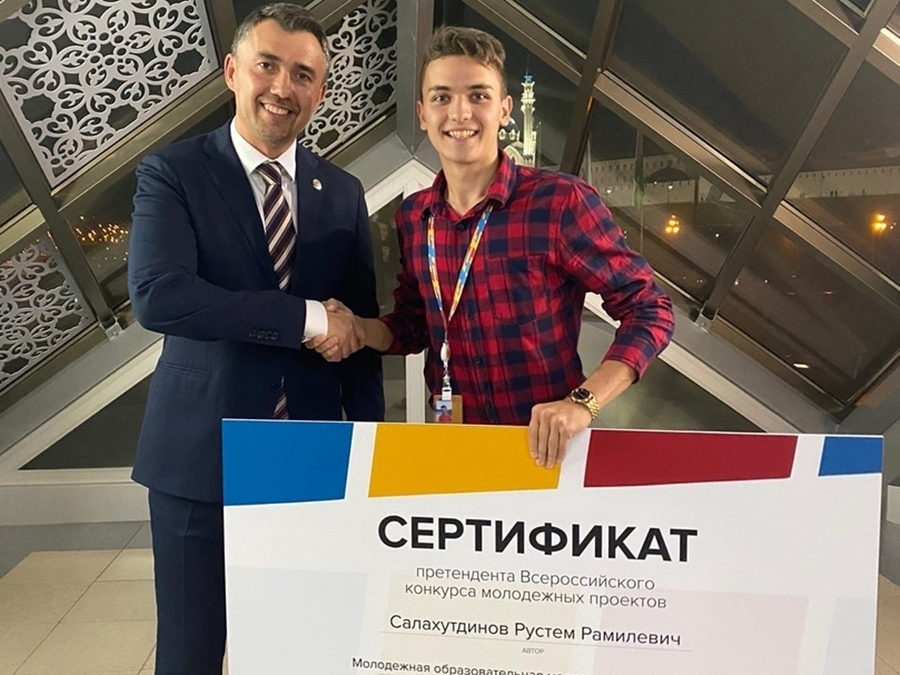 СЕРТИФИКАТ
претендента Всероссийского
конкурса молодежных проектов
Салахутдинов Рустем Рамилевич
АВТОР
Молодежная образовательная